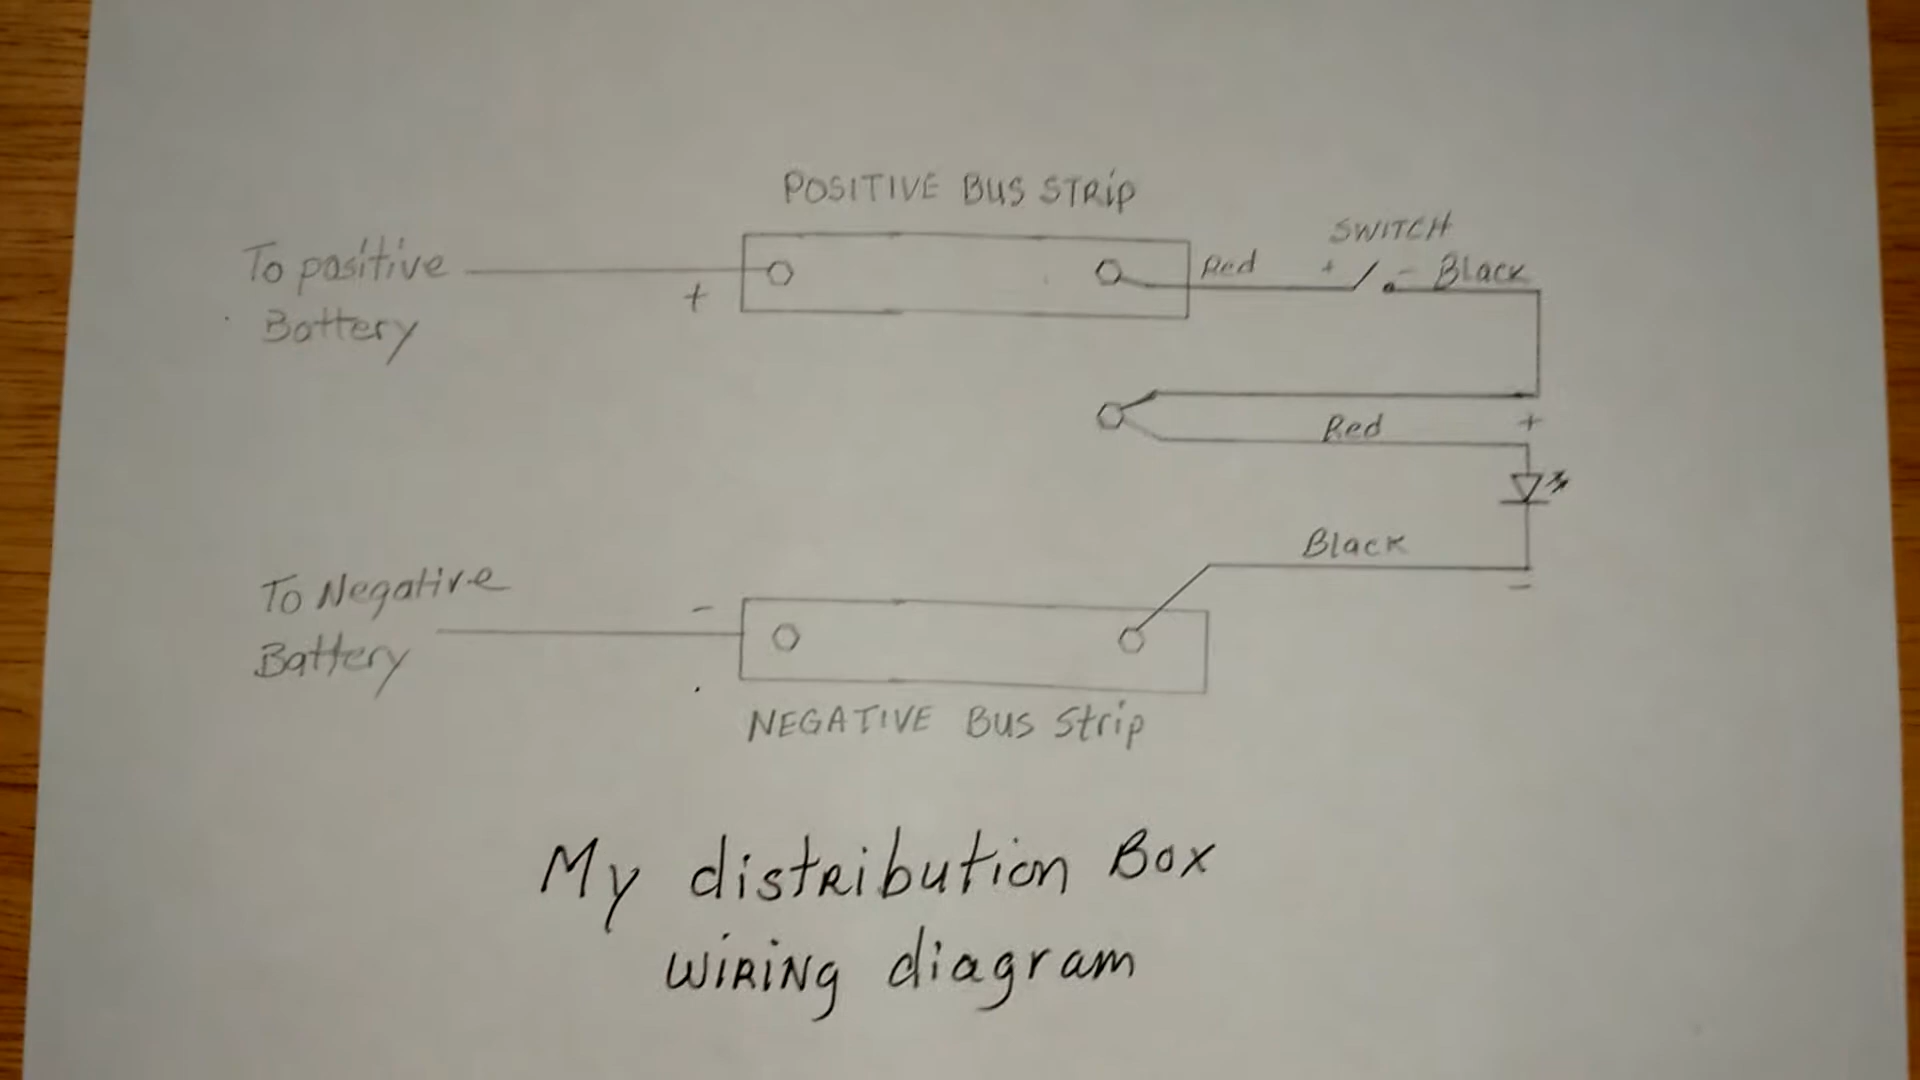 POSITIVE BUS STRIP
SWITCH
To positive
Battery
+
Red
+
-
Black
Red
+
Black
-
To Negative
Battery
-
NEGATIVE BUS Strip
My distribution Box
WIRING diagram